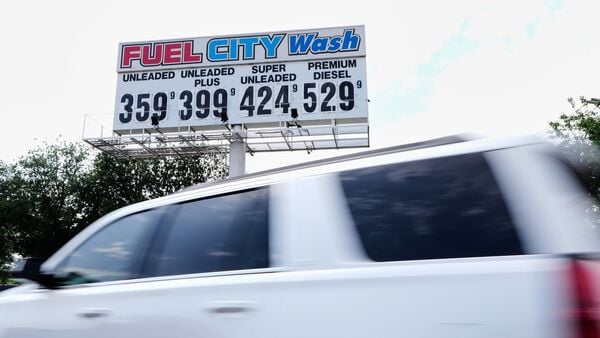 FUEL CITY Wash
UNLEADED UNLEADED PLUS SUPER UNLEADED PREMIUM DIESEL
359 9 399 9 424 9 529 9